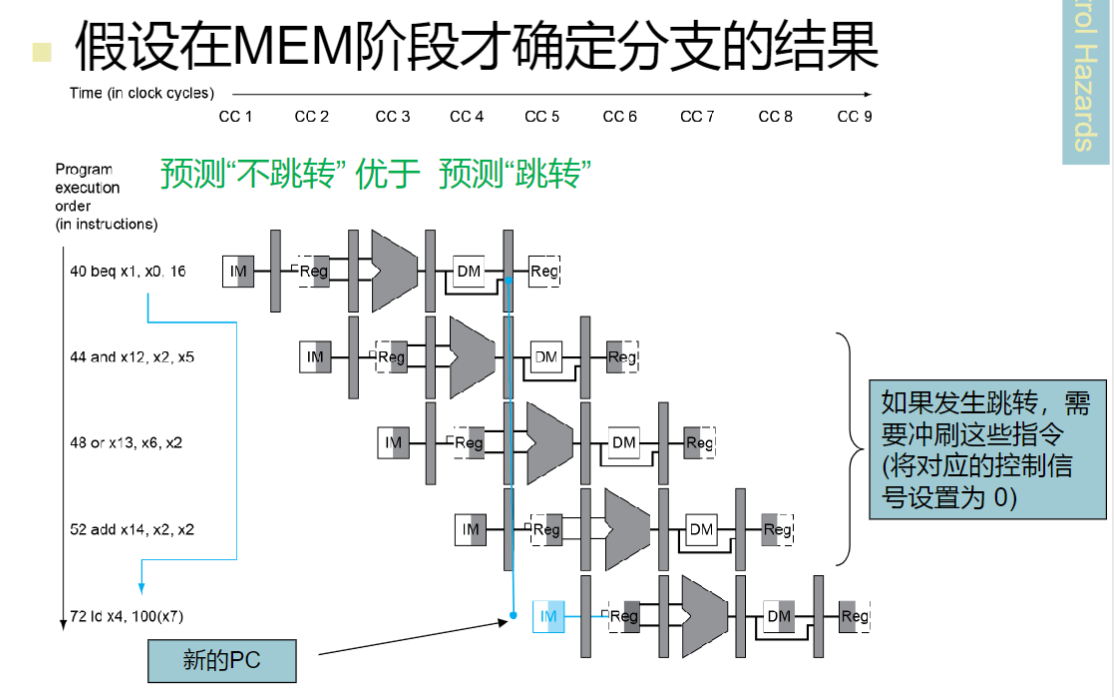 假设在MEM阶段才确定分支的结果
trol Hazards
Time (in clock cycles)
CC 1 CC 2 CC 3 CC 4 CC 5 CC 6 CC 7 CC 8 CC 9
预测“不跳转” 优于 预测“跳转”
Program
execution
order
(in instructions)
40 beq x1, x0, 16
IM Reg DM Reg
44 and x12, x2, x5
IM Reg DM Reg
48 or x13, x6, x2
IM Reg DM Reg
52 add x14, x2, x2
IM Reg DM Reg
72 ld x4, 100(x7)
IM Reg DM Reg
如果发生跳转，需
要冲刷这些指令
(将对应的控制信
号设置为 0)
新的PC